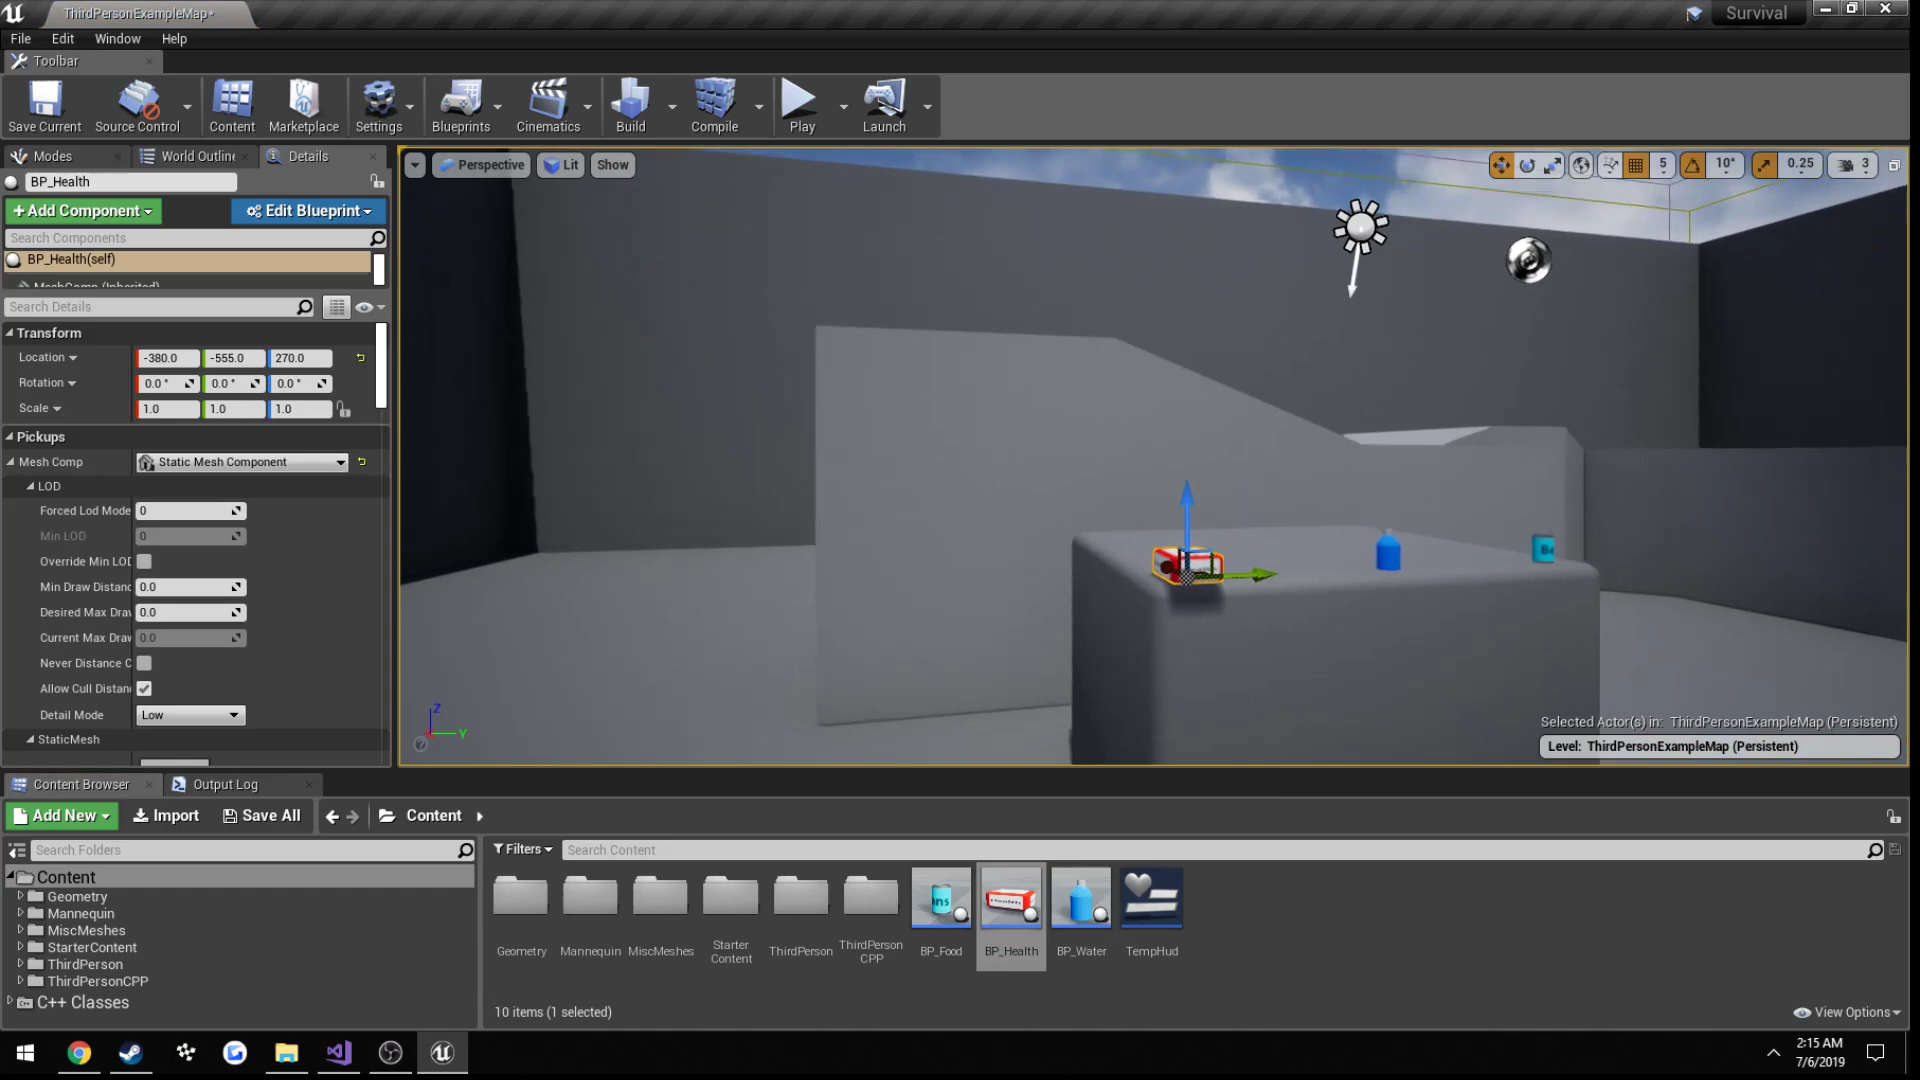 ThirdPersonExampleMap*
Survival
File Edit Window Help
Toolbar
Save Current Source Control Content Marketplace Settings Blueprints Cinematics Build Compile Play Launch
Modes World Outline Details
Perspective Lit Show 5 10° 0.25 3
BP_Health
+Add Component Edit Blueprint
Search Components
BP_Health(self)
MeshComp (Inherited)
Search Details
Transform
Location -380.0 -555.0 270.0
Rotation 0.0 ° 0.0 ° 0.0 °
Scale 1.0 1.0 1.0
Pickups
Mesh Comp Static Mesh Component
LOD
Forced Lod Mode 0
Min LOD 0
Override Min LOD
Min Draw Distanc 0.0
Desired Max Draw 0.0
Current Max Draw 0.0
Never Distance C
Allow Cull Distanc
Detail Mode Low
StaticMesh
Z
Y
Selected Actor(s) in: ThirdPersonExampleMap (Persistent)
Level: ThirdPersonExampleMap (Persistent)
Content Browser Output Log
Add New Import Save All Content
Search Folders
Filters Search Content
Content
Geometry
Mannequin
MiscMeshes
StarterContent
ThirdPerson
ThirdPersonCPP
C++ Classes
Geometry Mannequin MiscMeshes Starter Content ThirdPerson ThirdPerson CPP BP_Food BP_Health BP_Water TempHud
10 items (1 selected)
View Options
2:15 AM
7/6/2019